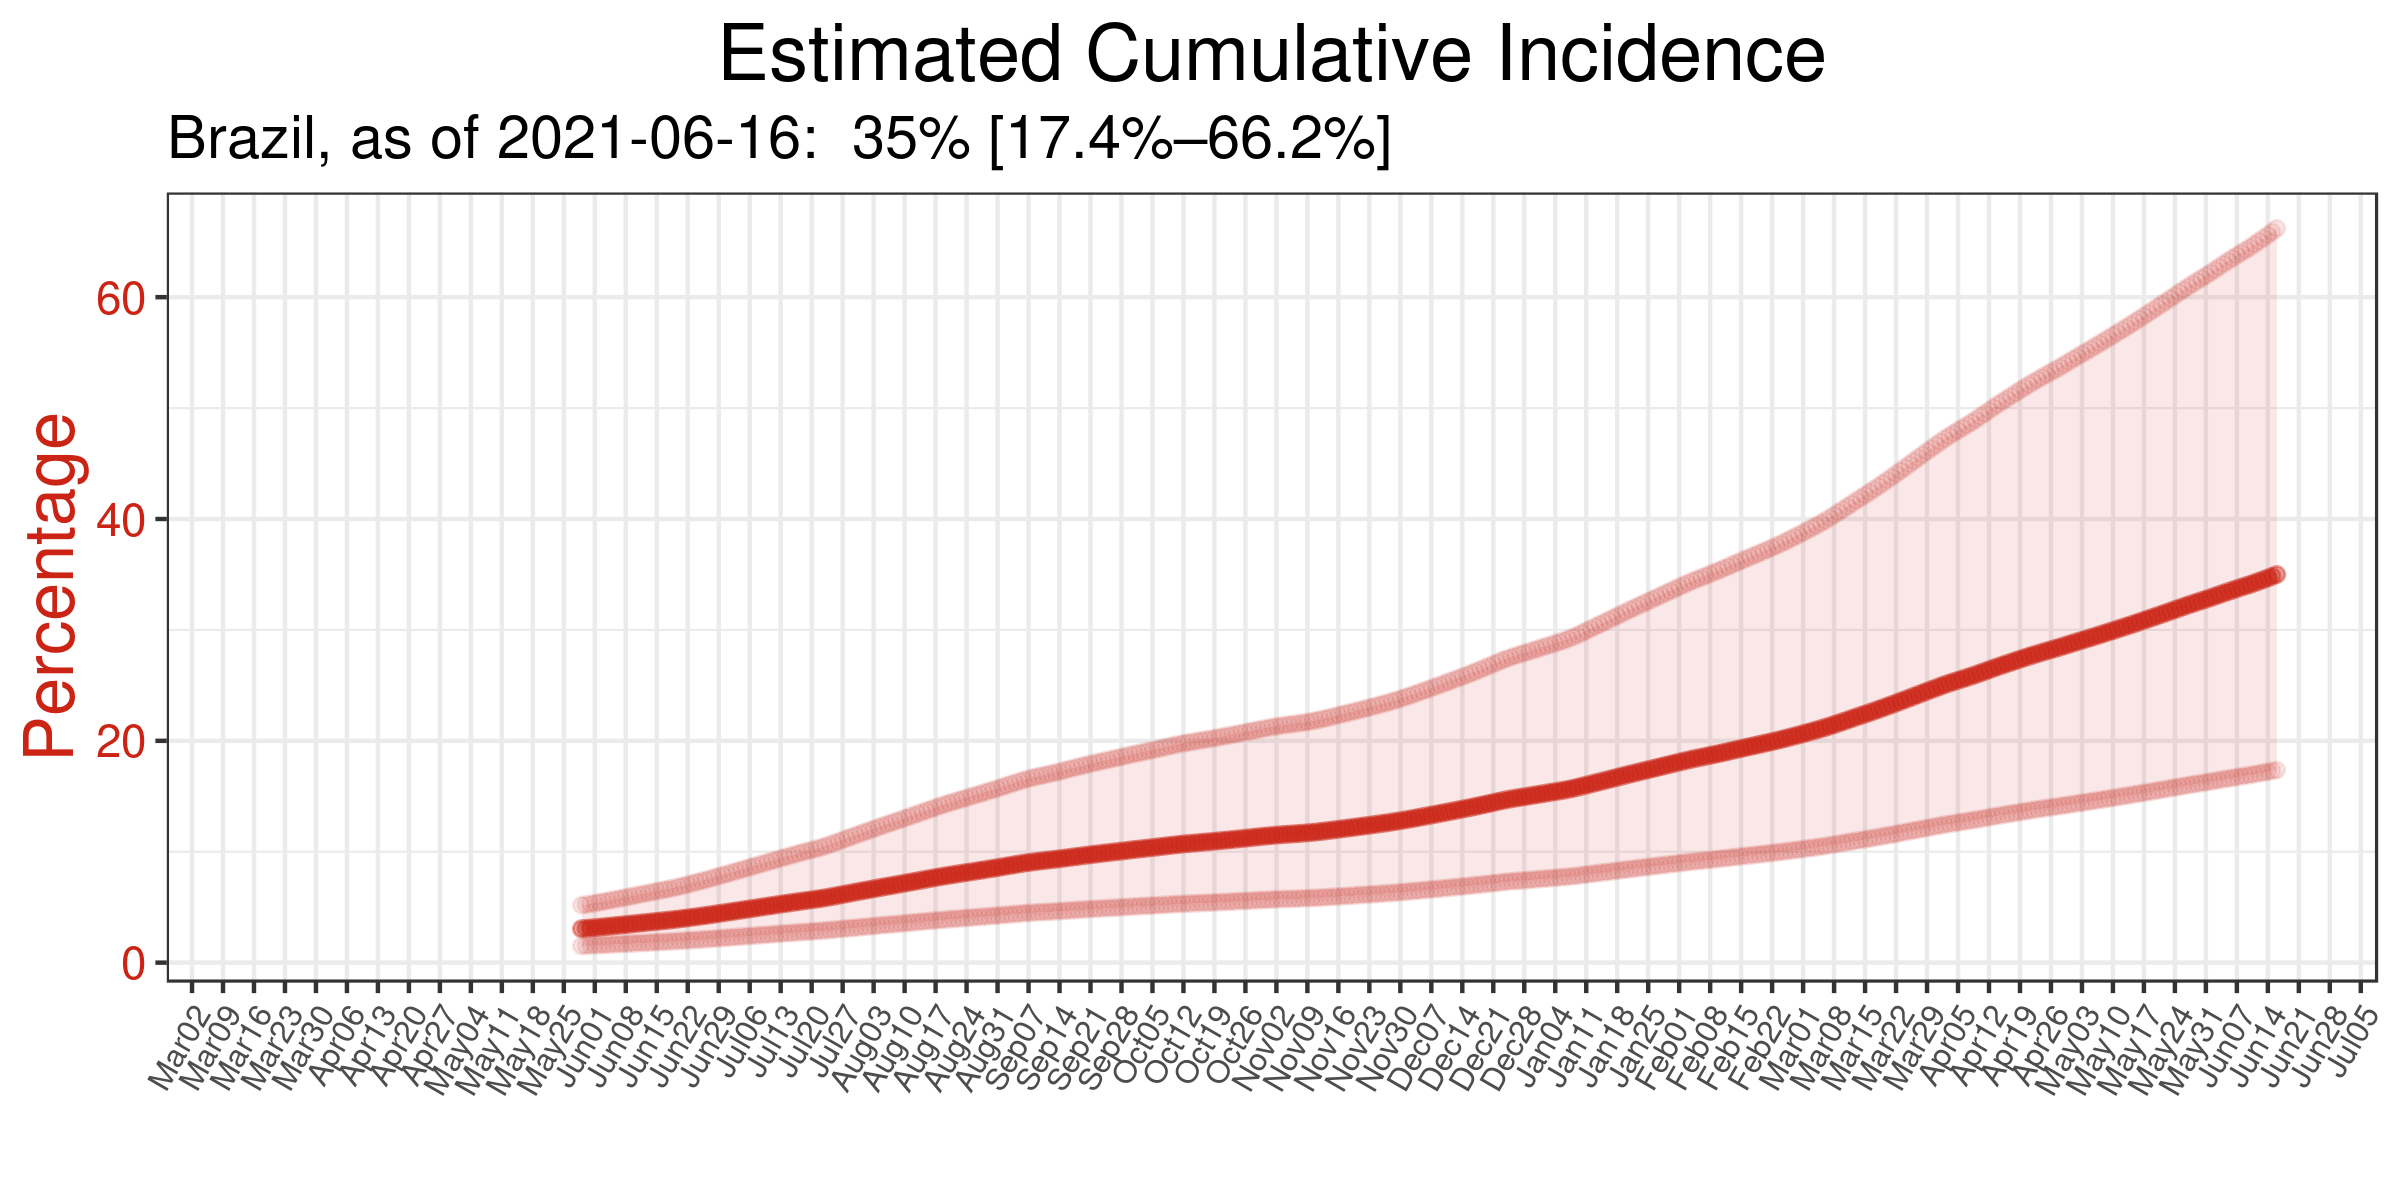 Estimated Cumulative Incidence
Brazil, as of 2021-06-16:  35% [17.4%–66.2%]
Percentage
60
40
20
0
Mar02
Mar09
Mar16
Mar23
Mar30
Apr06
Apr13
Apr20
Apr27
May04
May11
May18
May25
Jun01
Jun08
Jun15
Jun22
Jun29
Jul06
Jul13
Jul20
Jul27
Aug03
Aug10
Aug17
Aug24
Aug31
Sep07
Sep14
Sep21
Sep28
Oct05
Oct12
Oct19
Oct26
Nov02
Nov09
Nov16
Nov23
Nov30
Dec07
Dec14
Dec21
Dec28
Jan04
Jan11
Jan18
Jan25
Feb01
Feb08
Feb15
Feb22
Mar01
Mar08
Mar15
Mar22
Mar29
Apr05
Apr12
Apr19
Apr26
May03
May10
May17
May24
May31
Jun07
Jun14
Jun21
Jun28
Jul05